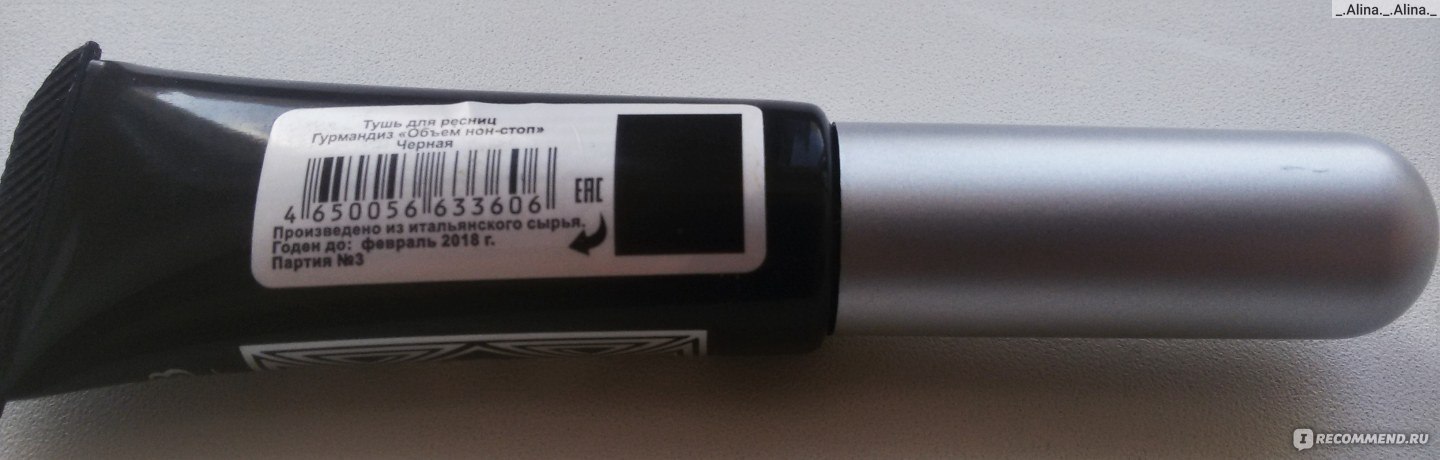 _.Alina._.Alina._
Тушь для ресниц
Гурмандиз «Объем нон-стоп»
Черная
4 650056 633606
EAC
Произведено из итальянского сырья.
Годен до: февраль 2018 г.
Партия №3
I RECOMMEND.RU